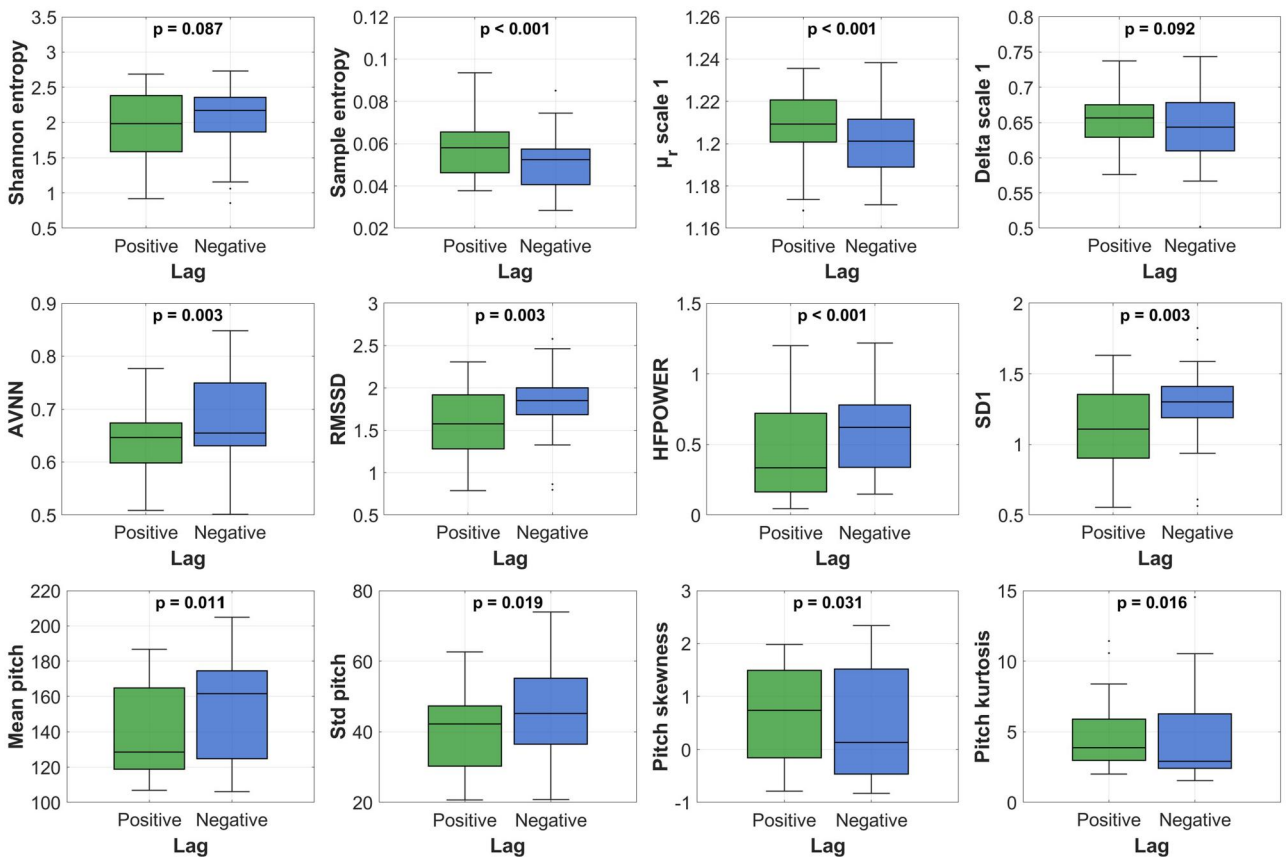 Shannon entropy
3.5
3
2.5
2
1.5
1
0.5
p = 0.087
Positive Negative
Lag
Sample entropy
0.12
0.1
0.08
0.06
0.04
0.02
p < 0.001
Positive Negative
Lag
μr scale 1
1.26
1.24
1.22
1.2
1.18
1.16
p < 0.001
Positive Negative
Lag
Delta scale 1
0.8
0.75
0.7
0.65
0.6
0.55
0.5
p = 0.092
Positive Negative
Lag
AVNN
0.9
0.8
0.7
0.6
0.5
p = 0.003
Positive Negative
Lag
RMSSD
3
2.5
2
1.5
1
0.5
p = 0.003
Positive Negative
Lag
HFPOWER
1.5
1
0.5
0
p < 0.001
Positive Negative
Lag
SD1
2
1.5
1
0.5
p = 0.003
Positive Negative
Lag
Mean pitch
220
200
180
160
140
120
100
p = 0.011
Positive Negative
Lag
Std pitch
80
60
40
20
p = 0.019
Positive Negative
Lag
Pitch skewness
3
2
1
0
-1
p = 0.031
Positive Negative
Lag
Pitch kurtosis
15
10
5
0
p = 0.016
Positive Negative
Lag